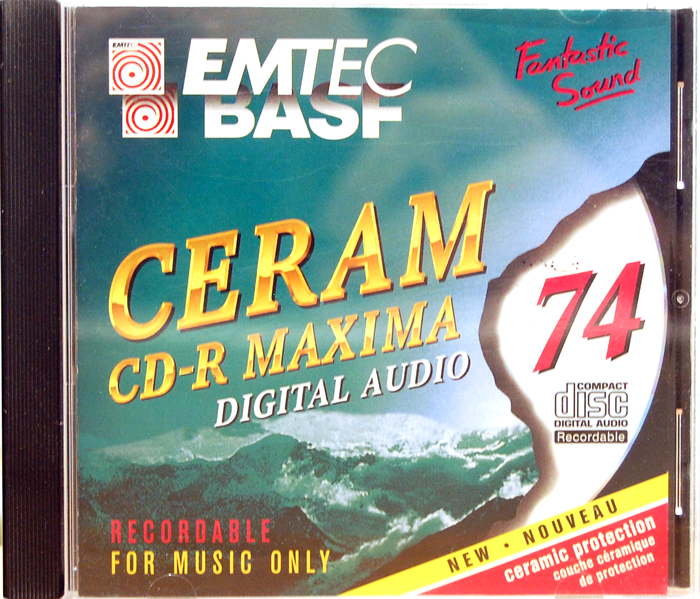 EMTEC
EMTEC
BASF
Fantastic
Sound
CERAM
CD-R MAXIMA
DIGITAL AUDIO
74
COMPACT
disc
DIGITAL AUDIO
Recordable
RECORDABLE
FOR MUSIC ONLY
NEW • NOUVEAU
ceramic protection
couche céramique
de protection